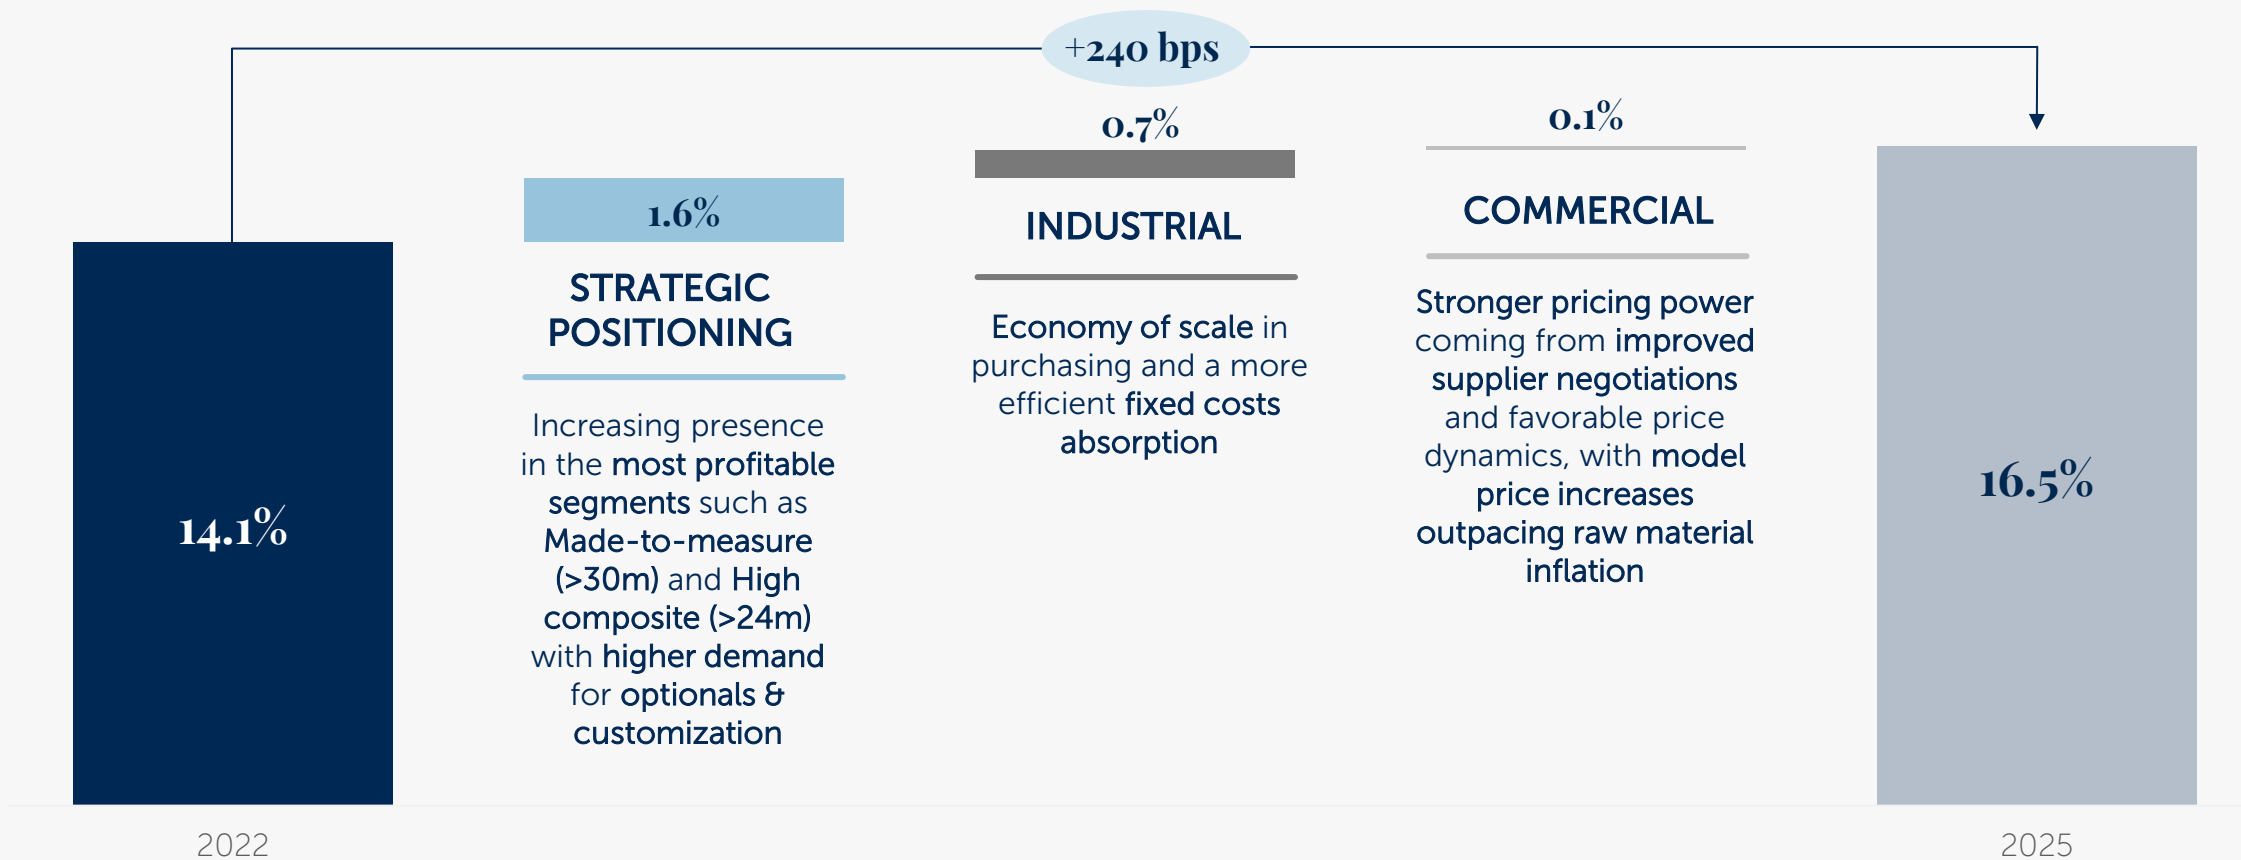 +240 bps
14.1%
2022
1.6%
STRATEGIC
POSITIONING
Increasing presence
in the most profitable
segments such as
Made-to-measure
(>30m) and High
composite (>24m)
with higher demand
for optionals &
customization
0.7%
INDUSTRIAL
Economy of scale in
purchasing and a more
efficient fixed costs
absorption
0.1%
COMMERCIAL
Stronger pricing power
coming from improved
supplier negotiations
and favorable price
dynamics, with model
price increases
outpacing raw material
inflation
16.5%
2025